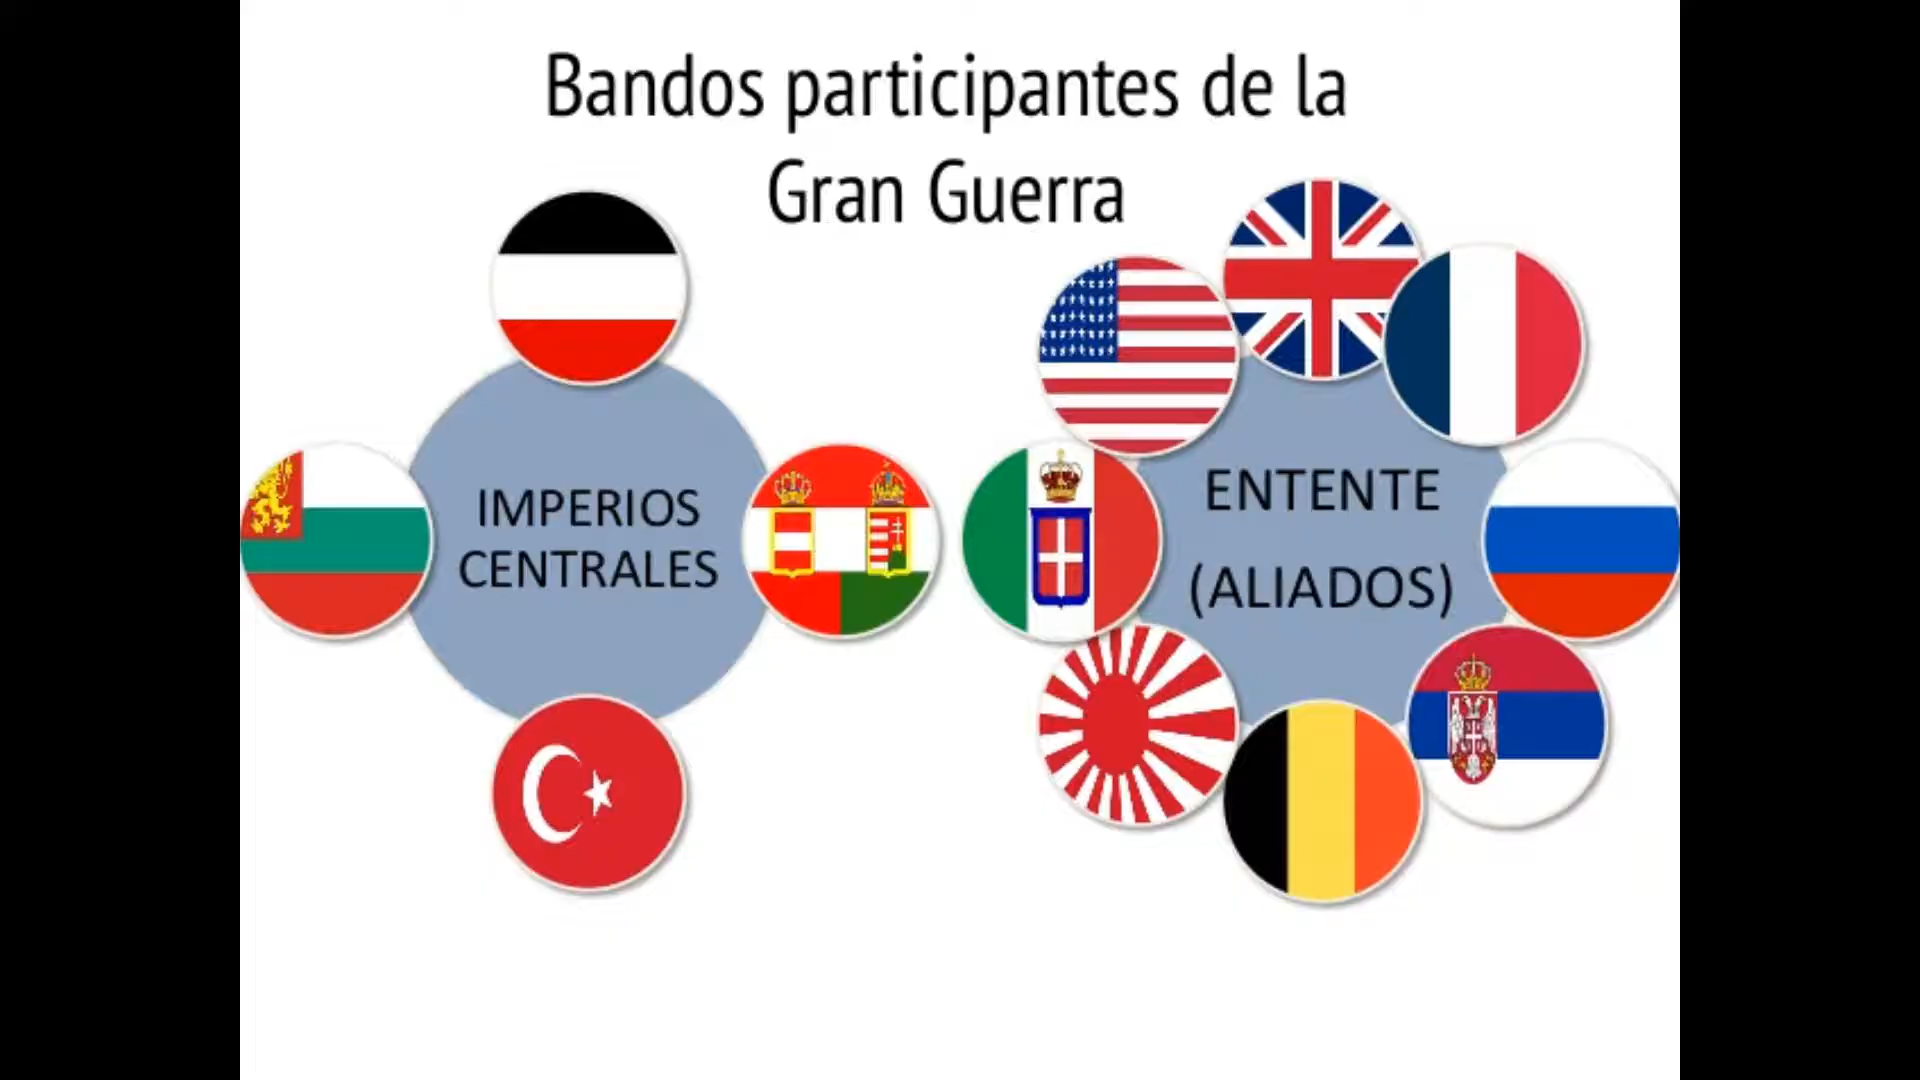 Bandos participantes de la
Gran Guerra
IMPERIOS
CENTRALES
ENTENTE
(ALIADOS)